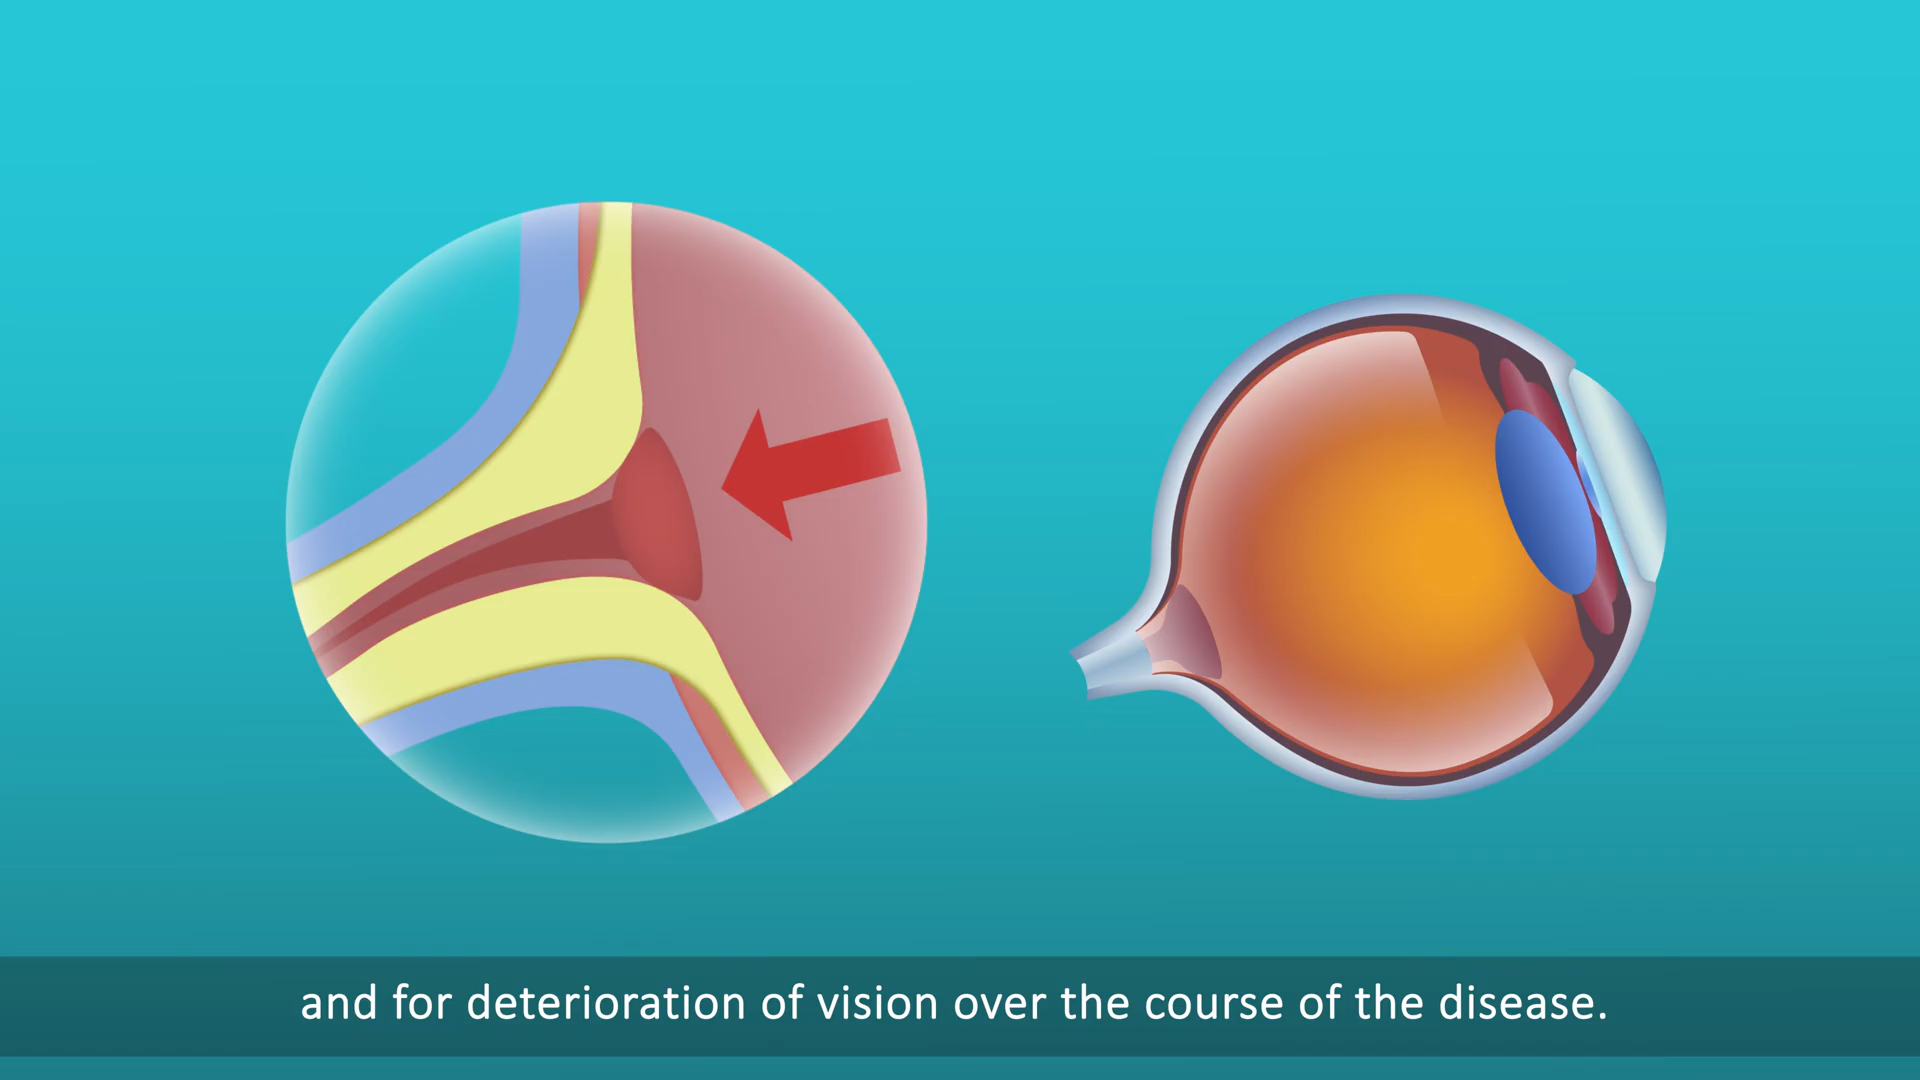 and for deterioration of vision over the course of the disease.